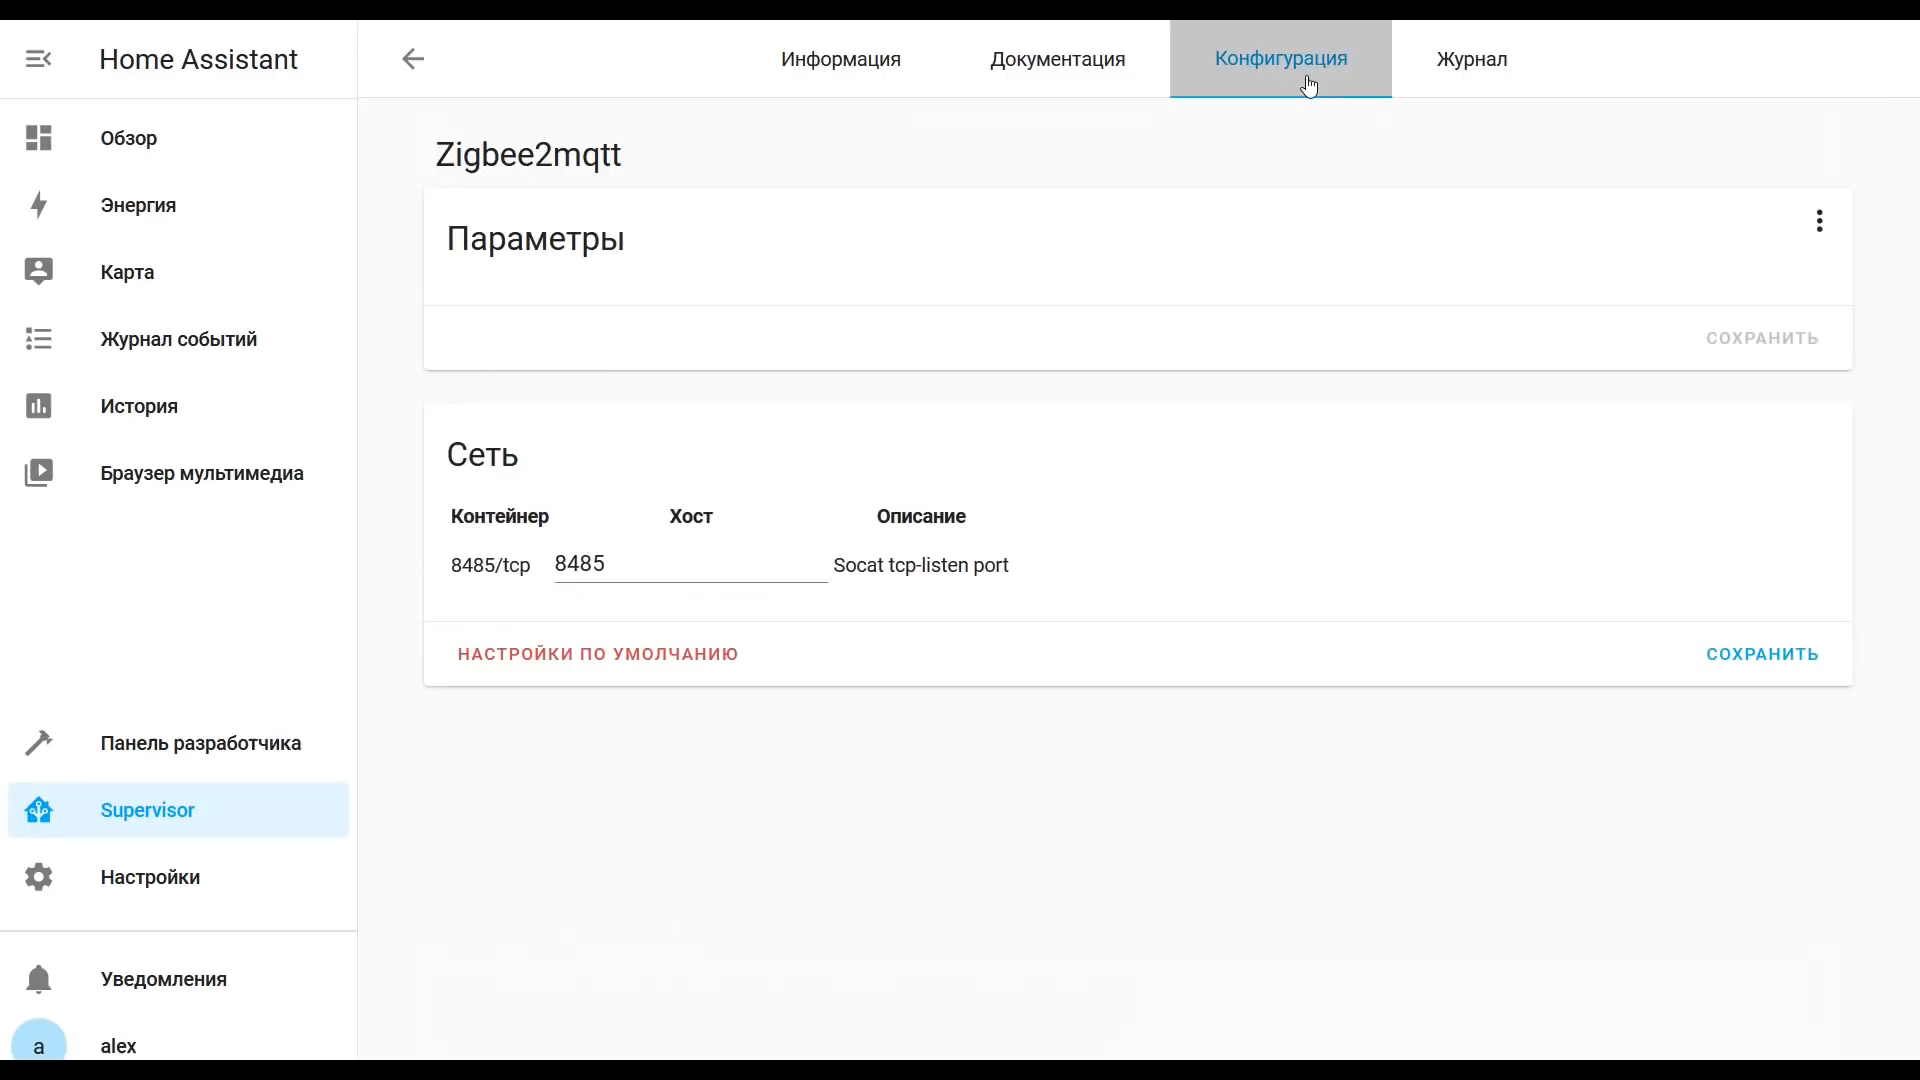 Home Assistant
Информация
Документация
Конфигурация
Журнал
Обзор
Энергия
Карта
Журнал событий
История
Браузер мультимедиа
Панель разработчика
Supervisor
Настройки
Уведомления
a
alex
Zigbee2mqtt
Параметры
СОХРАНИТЬ
Сеть
Контейнер Хост Описание
8485/tcp 8485 Socat tcp-listen port
НАСТРОЙКИ ПО УМОЛЧАНИЮ
СОХРАНИТЬ